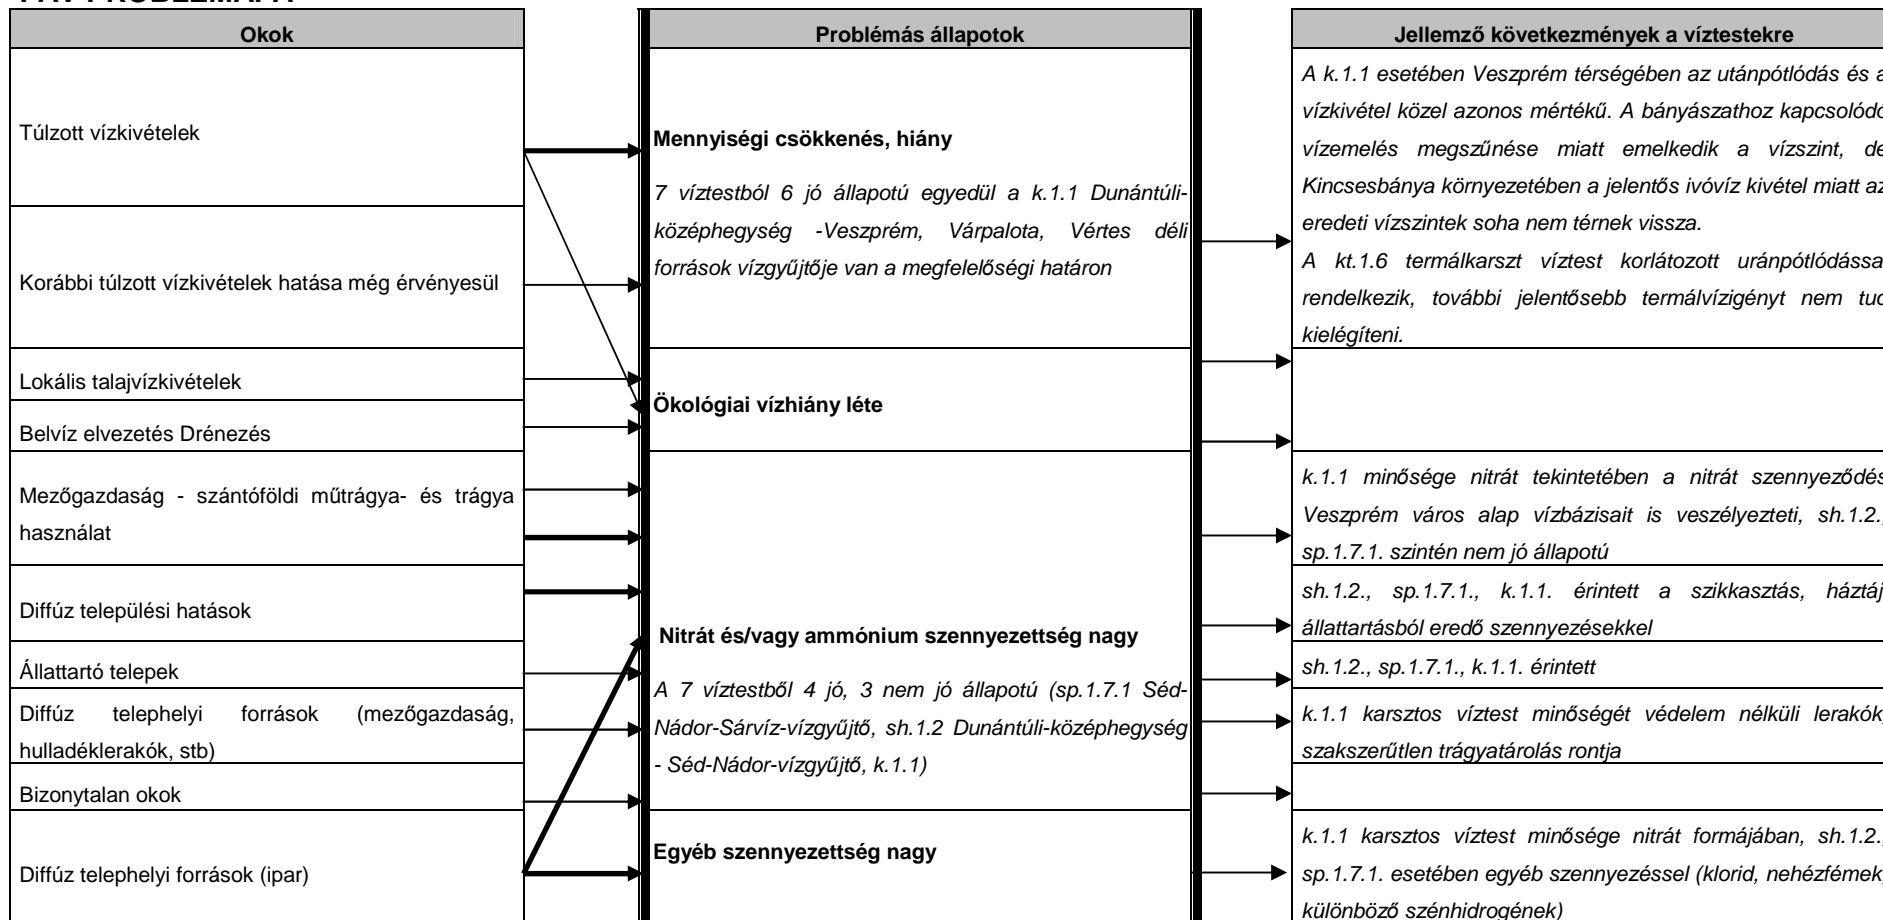 Okok
Túlzott vízkivételek
Korábbi túlzott vízkivételek hatása még érvényesül
Lokális talajvízkivételek
Belvíz elvezetés Drénezés
Mezőgazdaság - szántóföldi műtrágya- és trágya
használat
Diffúz települési hatások
Állattartó telepek
Diffúz telephelyi források (mezőgazdaság,
hulladéklerakók, stb)
Bizonytalan okok
Diffúz telephelyi források (ipar)
Problémás állapotok
Mennyiségi csökkenés, hiány
7 víztestból 6 jó állapotú egyedül a k.1.1 Dunántúli-
középhegység -Veszprém, Várpalota, Vértes déli
források vízgyűjtője van a megfelelőségi határon
Ökológiai vízhiány léte
Nitrát és/vagy ammónium szennyezettség nagy
A 7 víztestből 4 jó, 3 nem jó állapotú (sp.1.7.1 Séd-
Nádor-Sárvíz-vízgyűjtő, sh.1.2 Dunántúli-középhegység
- Séd-Nádor-vízgyűjtő, k.1.1)
Egyéb szennyezettség nagy
Jellemző következmények a víztestekre
A k.1.1 esetében Veszprém térségében az utánpótlódás és a
vízkivétel közel azonos mértékű. A bányászathoz kapcsolódó
vízemelés megszűnése miatt emelkedik a vízszint, de
Kincsesbánya környezetében a jelentős ivóvíz kivétel miatt az
eredeti vízszintek soha nem térnek vissza.
A kt.1.6 termálkarszt víztest korlátozott uránpótlódással
rendelkezik, további jelentősebb termálvízigényt nem tud
kielégíteni.
k.1.1 minősége nitrát tekintetében a nitrát szennyeződés
Veszprém város alap vízbázisait is veszélyezteti, sh.1.2.,
sp.1.7.1. szintén nem jó állapotú
sh.1.2., sp.1.7.1., k.1.1. érintett a szikkasztás, háztáji
állattartásból eredő szennyezésekkel
sh.1.2., sp.1.7.1., k.1.1. érintett
k.1.1 karsztos víztest minőségét védelem nélküli lerakók,
szakszerűtlen trágyatárolás rontja
k.1.1 karsztos víztest minősége nitrát formájában, sh.1.2.,
sp.1.7.1. esetében egyéb szennyezéssel (klorid, nehézfémek,
különböző szénhidrogének)